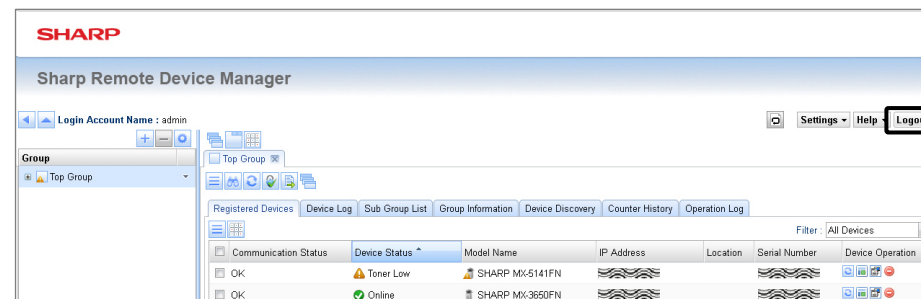 SHARP
Sharp Remote Device Manager
Login Account Name : admin
Settings Help Logou
Group
Top Group
Top Group
Registered Devices Device Log Sub Group List Group Information Device Discovery Counter History Operation Log
Filter : All Devices
Communication Status Device Status Model Name IP Address Location Serial Number Device Operation
OK Toner Low SHARP MX-5141FN
OK Online SHARP MX-3650FN